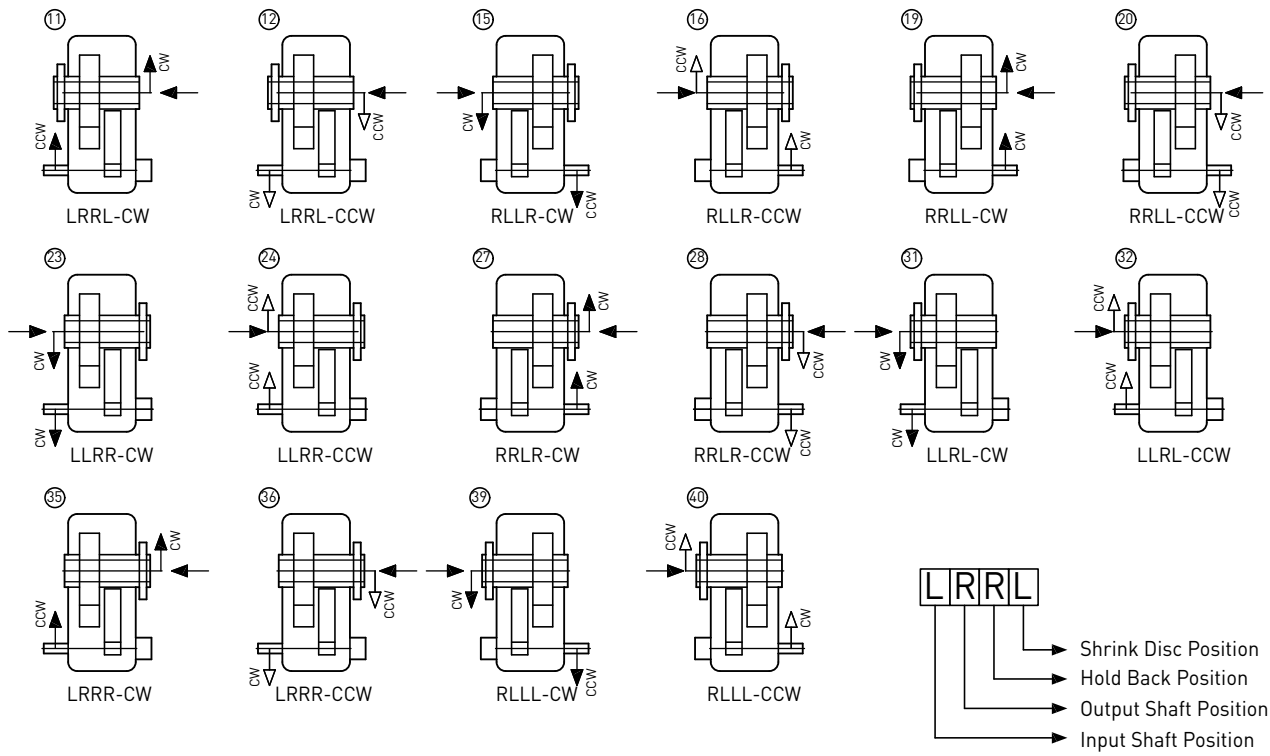 11 12 15 16 19 20
CW CCW CCW CW CW CW
CCW CW CW CCW CW CCW
CCW CW CCW CCW
LRRL-CW LRRL-CCW RLLR-CW RLLR-CCW RRLL-CW RRLL-CCW
23 24 27 28 31 32
CCW CW CCW
CW CCW CW CCW CW CCW
CW CCW CW
LLRR-CW LLRR-CCW RRLR-CW RRLR-CCW LLRL-CW LLRL-CCW
35 36 39 40
CW CCW
CCW CCW CW CW
CW CCW
LRRR-CW LRRR-CCW RLLL-CW RLLL-CCW
LRRL
Shrink Disc Position
Hold Back Position
Output Shaft Position
Input Shaft Position